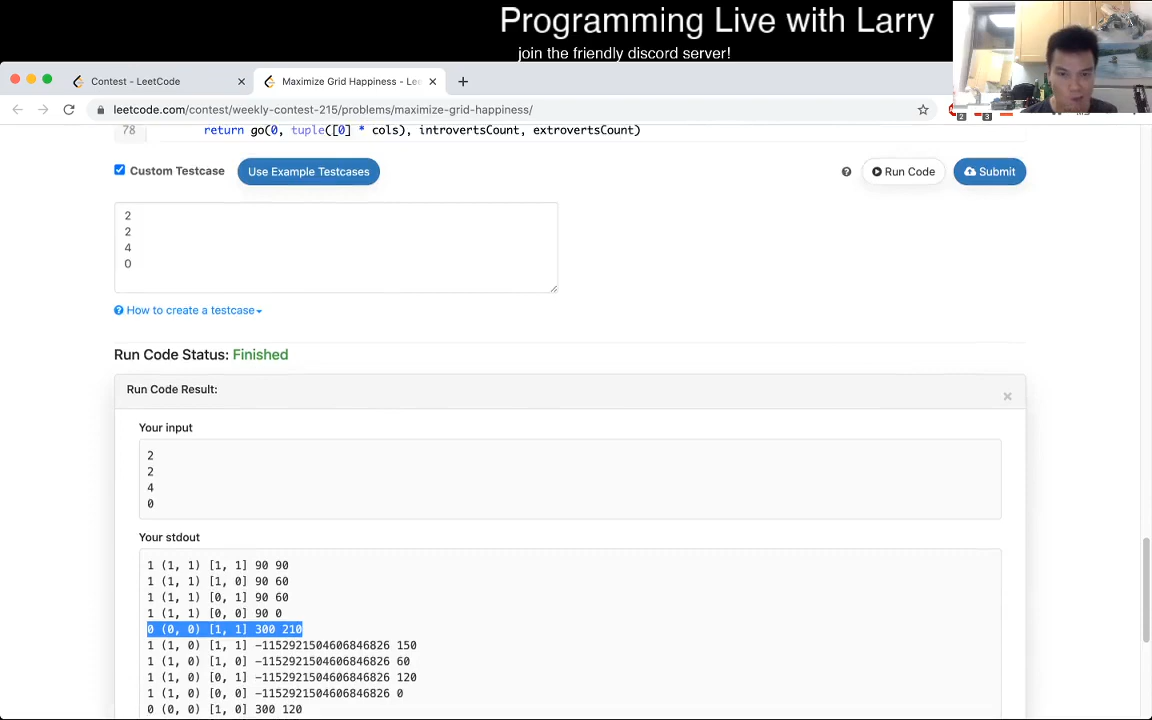 Programming Live with Larry
join the friendly discord server!
Contest - LeetCode
Maximize Grid Happiness - Lee
leetcode.com/contest/weekly-contest-215/problems/maximize-grid-happiness/
2
3
78 return go(0, tuple([0] * cols), introvertsCount, extrovertsCount)
Custom Testcase
Use Example Testcases
Run Code
Submit
2
2
4
0
How to create a testcase
Run Code Status: Finished
Run Code Result:
Your input
2
2
4
0
Your stdout
1 (1, 1) [1, 1] 90 90
1 (1, 1) [1, 0] 90 60
1 (1, 1) [0, 1] 90 60
1 (1, 1) [0, 0] 90 0
0 (0, 0) [1, 1] 300 210
1 (1, 0) [1, 1] -1152921504606846826 150
1 (1, 0) [1, 0] -1152921504606846826 60
1 (1, 0) [0, 1] -1152921504606846826 120
1 (1, 0) [0, 0] -1152921504606846826 0
0 (0, 0) [1, 0] 300 120